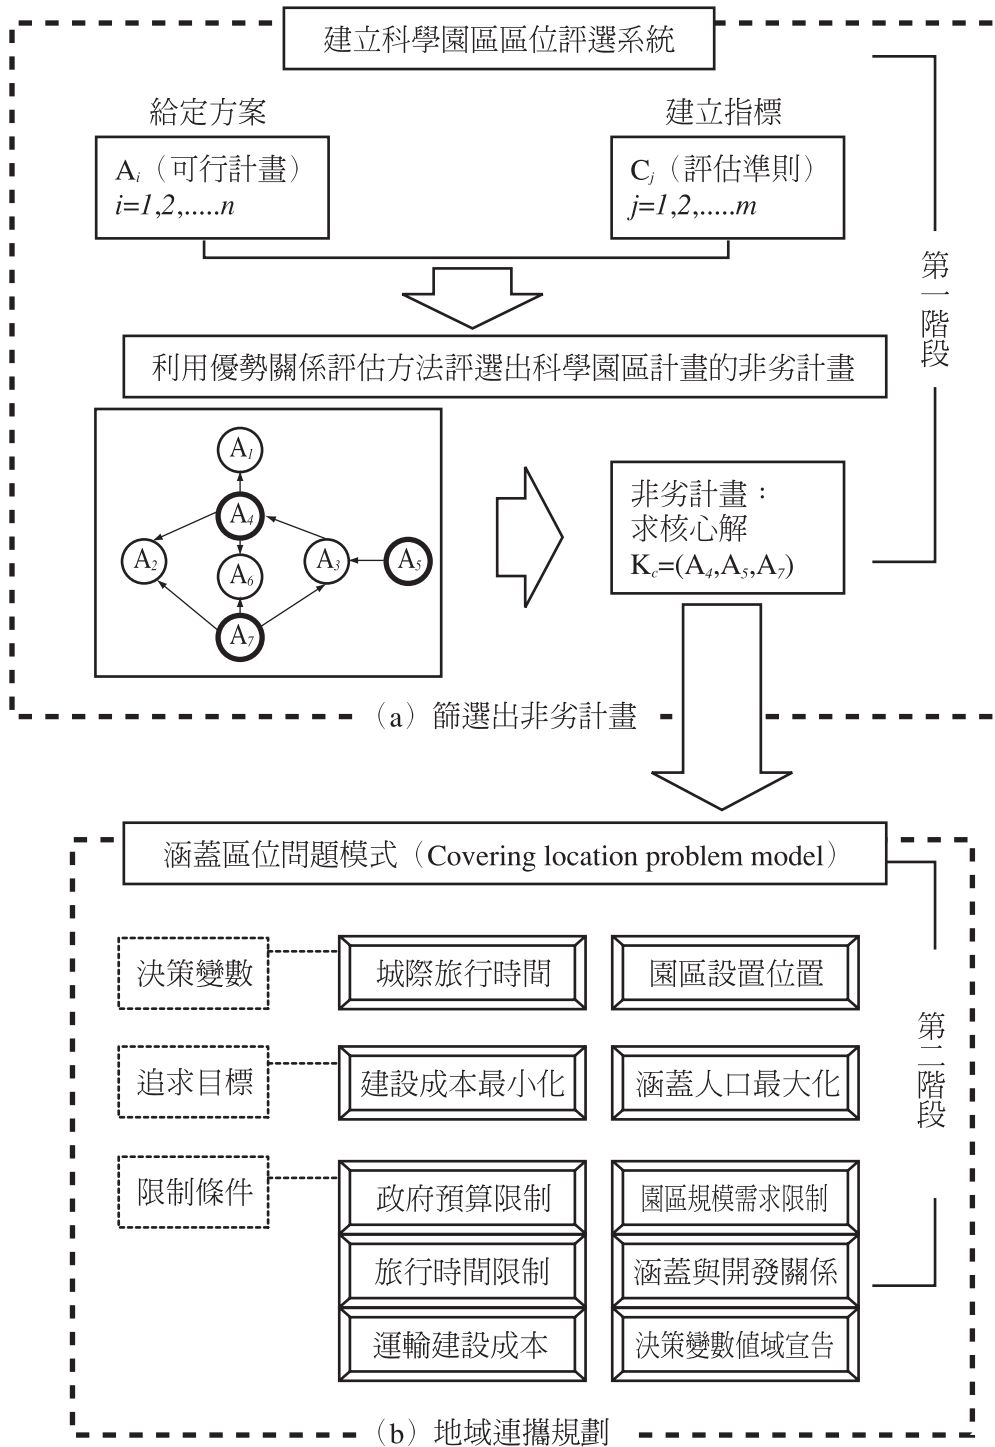 建立科學園區區位評選系統
給定方案
建立指標
Ai（可行計畫）
i=1,2,.....n
Cj（評估準則）
j=1,2,.....m
第一階段
利用優勢關係評估方法評選出科學園區計畫的非劣計畫
A1
A4
A2
A6
A3
A5
A7
非劣計畫：
求核心解
Kc=(A4,A5,A7)
（a）篩選出非劣計畫
涵蓋區位問題模式（Covering location problem model）
決策變數
城際旅行時間
園區設置位置
追求目標
建設成本最小化
涵蓋人口最大化
第二階段
限制條件
政府預算限制
園區規模需求限制
旅行時間限制
涵蓋與開發關係
運輸建設成本
決策變數值域宣告
（b）地域連攜規劃